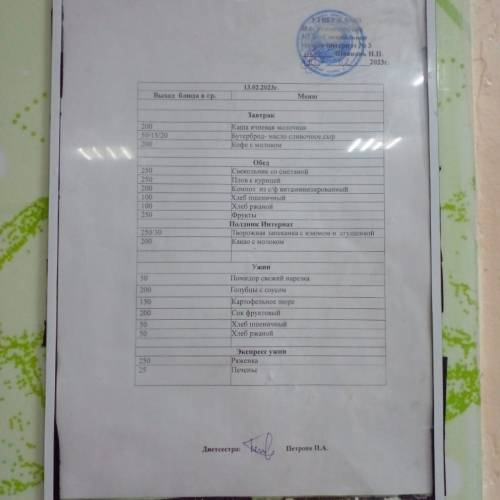 УТВЕРЖДАЮ
интернат № 3
Н.П.
2023г.
13.02.2023г.
Выход блюда в гр. Меню
Завтрак
200 Каша ячневая молочная
50/15/20 Бутерброд- масло сливочное,сыр
200 Кофе с молоком
Обед
250 Свекольник со сметаной
250 Плов с курицей
200 Компот из с/ф витаминизированный
100 Хлеб пшеничный
100 Хлеб ржаной
250 Фрукты
Полдник Интернат
250/30 Творожная запеканка с изюмом и сгущенкой
200 Какао с молоком
Ужин
50 Помидор свежий нарезка
200 Голубцы с соусом
150 Картофельное пюре
200 Сок фруктовый
50 Хлеб пшеничный
50 Хлеб ржаной
Экспресс ужин
250 Ряженка
25 Печенье
Диетсестра: Петрова П.А.